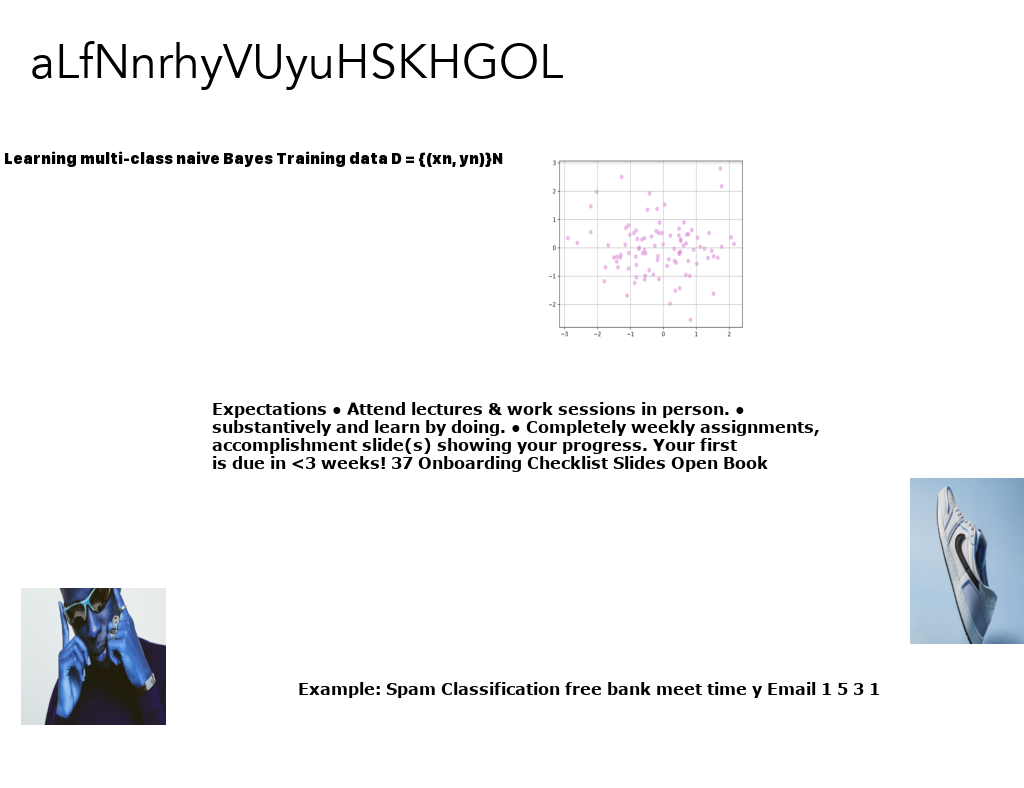 aLfNnrhyVUyuHSKHGOL
Learning multi-class naive Bayes Training data D = {(xn, yn)}N
3
2
1
0
−1
−2
−3 −2 −1 0 1 2
Expectations ● Attend lectures & work sessions in person. ●
substantively and learn by doing. ● Completely weekly assignments,
accomplishment slide(s) showing your progress. Your first
is due in <3 weeks! 37 Onboarding Checklist Slides Open Book
Example: Spam Classification free bank meet time y Email 1 5 3 1